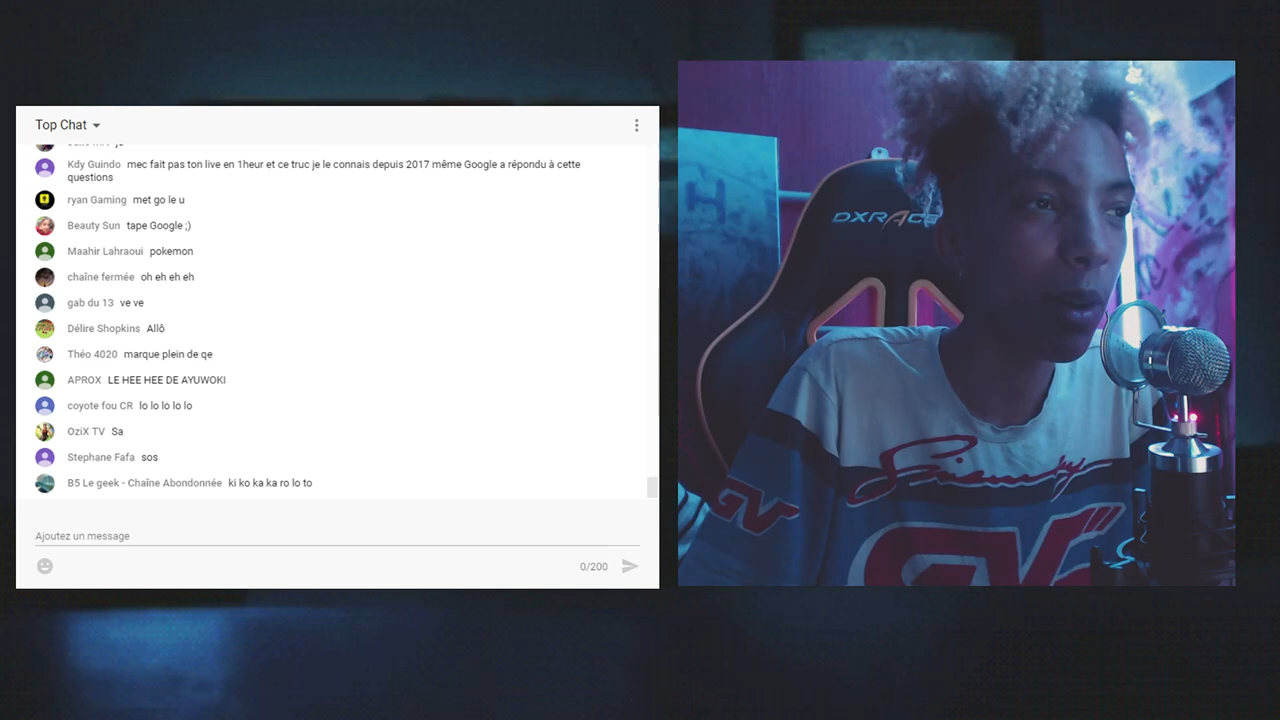 Top Chat
Kdy Guindo mec fait pas ton live en 1heur et ce truc je le connais depuis 2017 même Google a répondu à cette
questions
ryan Gaming met go le u
Beauty Sun tape Google ;)
Maahir Lahraoui pokemon
chaîne fermée oh eh eh eh
gab du 13 ve ve
Délire Shopkins Allô
Théo 4020 marque plein de qe
APROX LE HEE HEE DE AYUWOKI
coyote fou CR lo lo lo lo lo
OziX TV Sa
Stephane Fafa sos
B5 Le geek - Chaîne Abondonnée ki ko ka ka ro lo to
Ajoutez un message
0/200
DXRACE
GV
GV